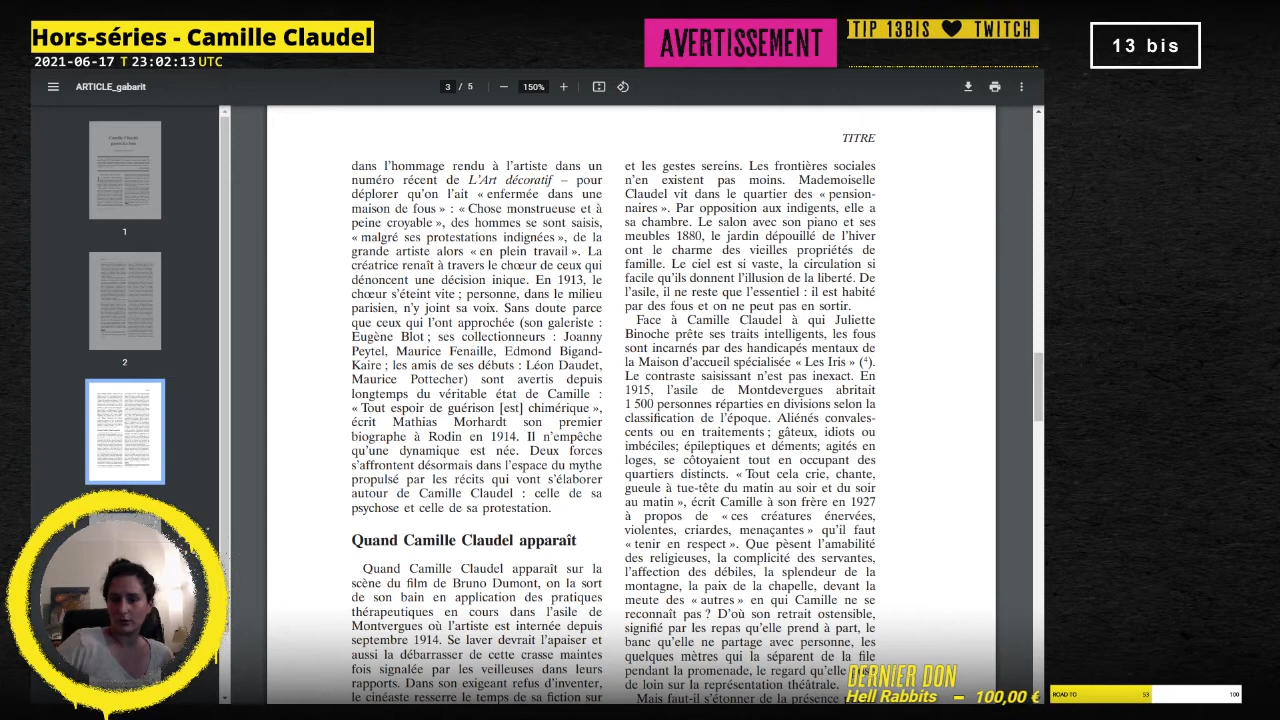 Hors-séries - Camille Claudel
2021-06-17 T 23:02:13 UTC
AVERTISSEMENT
TIP 13BIS TWITCH
13 bis
ARTICLE_gabarit
3 / 5
150%
1
2
TITRE
dans l'hommage rendu à l'artiste dans un
numéro récent de L'Art décoratif – pour
déplorer qu'on l'ait « enfermée dans une
maison de fous » : « Chose monstrueuse et à
peine croyable », des hommes se sont saisis,
« malgré ses protestations indignées », de la
grande artiste alors « en plein travail ». La
créatrice renaît à travers le chœur de ceux qui
dénoncent une décision inique. En 1913, le
chœur s'éteint vite ; personne, dans le milieu
parisien, n'y joint sa voix. Sans doute parce
que ceux qui l'ont approchée (son galeriste :
Eugène Blot ; ses collectionneurs : Joanny
Peytel, Maurice Fenaille, Edmond Bigand-
Kaire ; les amis de ses débuts : Léon Daudet,
Maurice Pottecher) sont avertis depuis
longtemps du véritable état de Camille :
« Tout espoir de guérison [est] chimérique »,
écrit Mathias Morhardt son premier
biographe à Rodin en 1914. Il n'empêche
qu'une dynamique est née. Deux forces
s'affrontent désormais dans l'espace du mythe
propulsé par les récits qui vont s'élaborer
autour de Camille Claudel : celle de sa
psychose et celle de sa protestation.
Quand Camille Claudel apparaît
Quand Camille Claudel apparaît sur la
scène du film de Bruno Dumont, on la sort
de son bain en application des pratiques
thérapeutiques en cours dans l'asile de
Montvergues où l'artiste est internée depuis
septembre 1914. Se laver devrait l'apaiser et
aussi la débarrasser de cette crasse maintes
fois signalée par les veilleuses dans leurs
rapports. Dans son exigeant refus d'inventer,
le cinéaste resserre le temps de sa fiction sur
et les gestes sereins. Les frontières sociales
n'en existent pas moins. Mademoiselle
Claudel vit dans le quartier des « pension-
naires ». Par opposition aux indigents, elle a
sa chambre. Le salon avec son piano et ses
meubles 1880, le jardin dépouillé de l'hiver
ont le charme des vieilles propriétés de
famille. Le ciel est si vaste, la circulation si
facile qu'ils donnent l'illusion de la liberté. De
l'asile, il ne reste que l'essentiel : il est habité
par des fous et on ne peut pas en sortir.
Face à Camille Claudel à qui Juliette
Binoche prête ses traits intelligents, les fous
sont incarnés par des handicapés mentaux de
la Maison d'accueil spécialisée « Les Iris » (⁴).
Le contraste saisissant n'est pas inexact. En
1915, l'asile de Montdevergues abritait
1 500 personnes réparties en divisions selon la
classification de l'époque. Aliénés convales-
cents ou en traitements ; gâteux, idiots ou
imbéciles; épileptiques et déments; agités en
loges, se côtoyaient tout en occupant des
quartiers distincts. « Tout cela crie, chante,
gueule à tue-tête du matin au soir et du soir
au matin », écrit Camille à son frère en 1927
à propos de « ces créatures énervées,
violentes, criardes, menaçantes » qu'il faut
« tenir en respect ». Que pèsent l'amabilité
des religieuses, la complicité des servantes,
l'affection des débiles, la splendeur de la
montagne, la paix de la chapelle, devant la
meute des « autres » en qui Camille ne se
reconnaît pas ? D'où son retrait ostensible,
signifié par les repas qu'elle prend à part, le
banc qu'elle ne partage avec personne, les
quelques mètres qui la séparent de la file
pendant la promenade, le regard qu'elle
de loin sur la représentation théâtrale.
Mais faut-il s'étonner de la présence
DERNIER DON
Hell Rabbits – 100,00 €
ROAD TO 53 100